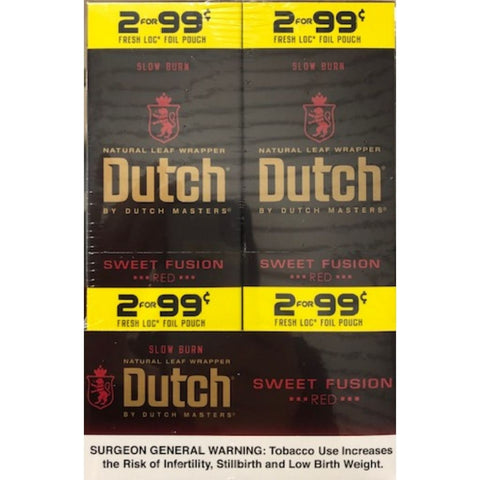 2 FOR 99¢
FRESH LOC® FOIL POUCH
SLOW BURN
NATURAL LEAF WRAPPER
Dutch®
BY DUTCH MASTERS®
SWEET FUSION
*** RED ***
2 FOR 99¢
FRESH LOC® FOIL POUCH
SLOW BURN
NATURAL LEAF WRAPPER
Dutch®
BY DUTCH MASTERS®
SWEET FUSION
*** RED ***
2 FOR 99¢
FRESH LOC® FOIL POUCH
2 FOR 99¢
FRESH LOC® FOIL POUCH
SLOW BURN
NATURAL LEAF WRAPPER
Dutch®
BY DUTCH MASTERS®
SWEET FUSION
*** RED ***
SURGEON GENERAL WARNING: Tobacco Use Increases
the Risk of Infertility, Stillbirth and Low Birth Weight.